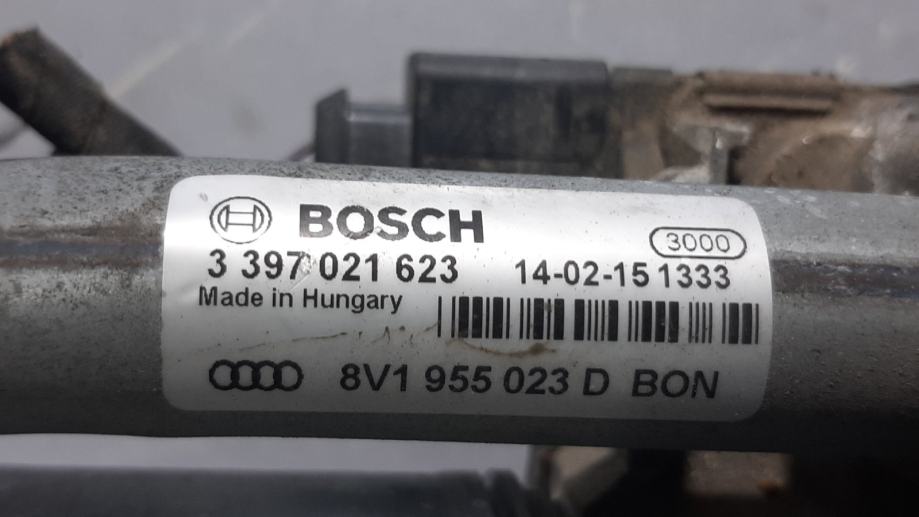 BOSCH
3000
3 397 021 623 14-02-15 1333
Made in Hungary
8V1 955 023 D BON